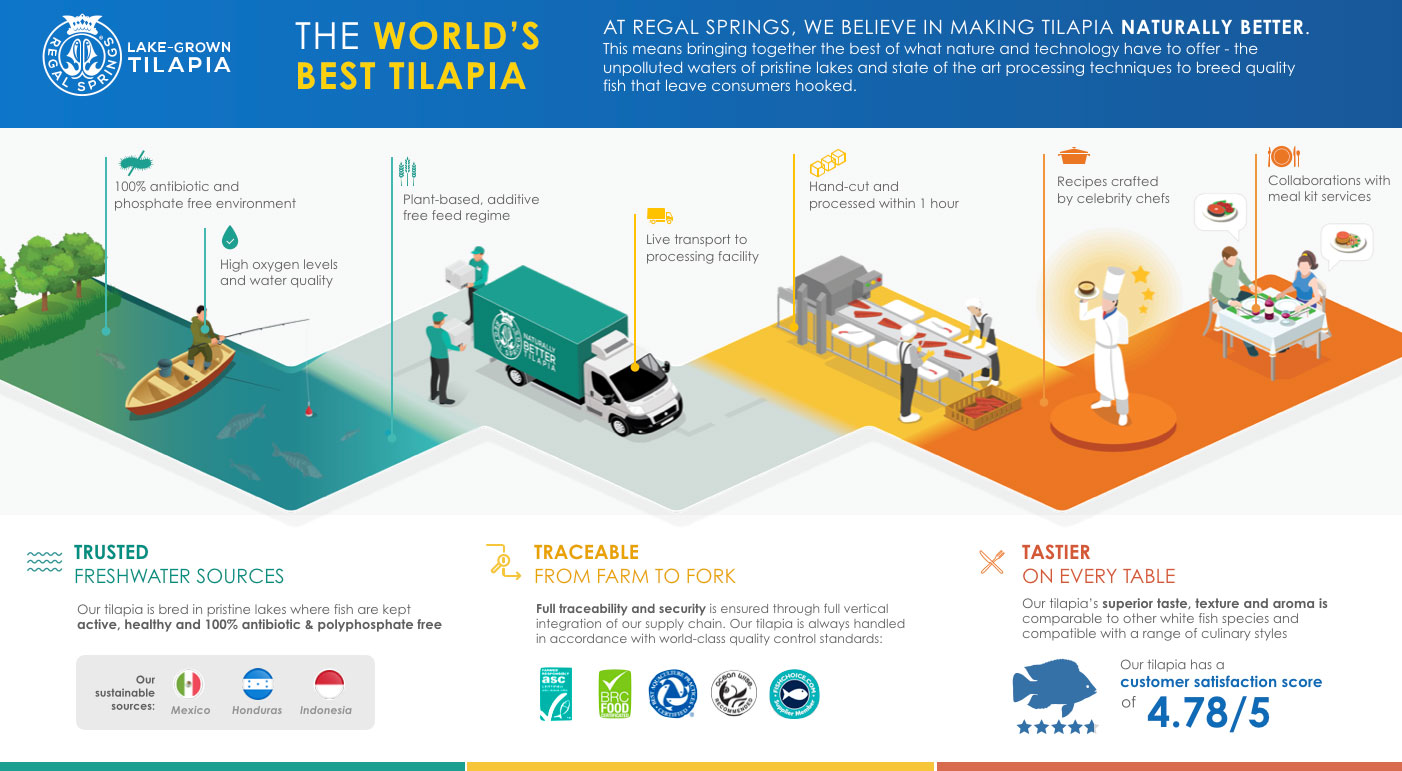 REGAL SPRINGS
LAKE-GROWN
TILAPIA
THE WORLD'S
BEST TILAPIA
AT REGAL SPRINGS, WE BELIEVE IN MAKING TILAPIA NATURALLY BETTER.
This means bringing together the best of what nature and technology have to offer - the
unpolluted waters of pristine lakes and state of the art processing techniques to breed quality
fish that leave consumers hooked.
100% antibiotic and
phosphate free environment
High oxygen levels
and water quality
Plant-based, additive
free feed regime
Live transport to
processing facility
Hand-cut and
processed within 1 hour
Recipes crafted
by celebrity chefs
Collaborations with
meal kit services
NATURALLY
BETTER
TILAPIA
TRUSTED
FRESHWATER SOURCES
Our tilapia is bred in pristine lakes where fish are kept
active, healthy and 100% antibiotic & polyphosphate free
Our
sustainable
sources:
Mexico
Honduras
Indonesia
TRACEABLE
FROM FARM TO FORK
Full traceability and security is ensured through full vertical
integration of our supply chain. Our tilapia is always handled
in accordance with world-class quality control standards:
FARMED
RESPONSIBLY
asc
CERTIFIED
BRC
FOOD
CERTIFICATED
BEST AQUACULTURE PRACTICES
CERTIFIED
ocean wise
RECOMMENDED
FISHCHOICE.COM
Supplier Member
TASTIER
ON EVERY TABLE
Our tilapia's superior taste, texture and aroma is
comparable to other white fish species and
compatible with a range of culinary styles
Our tilapia has a
customer satisfaction score
of 4.78/5